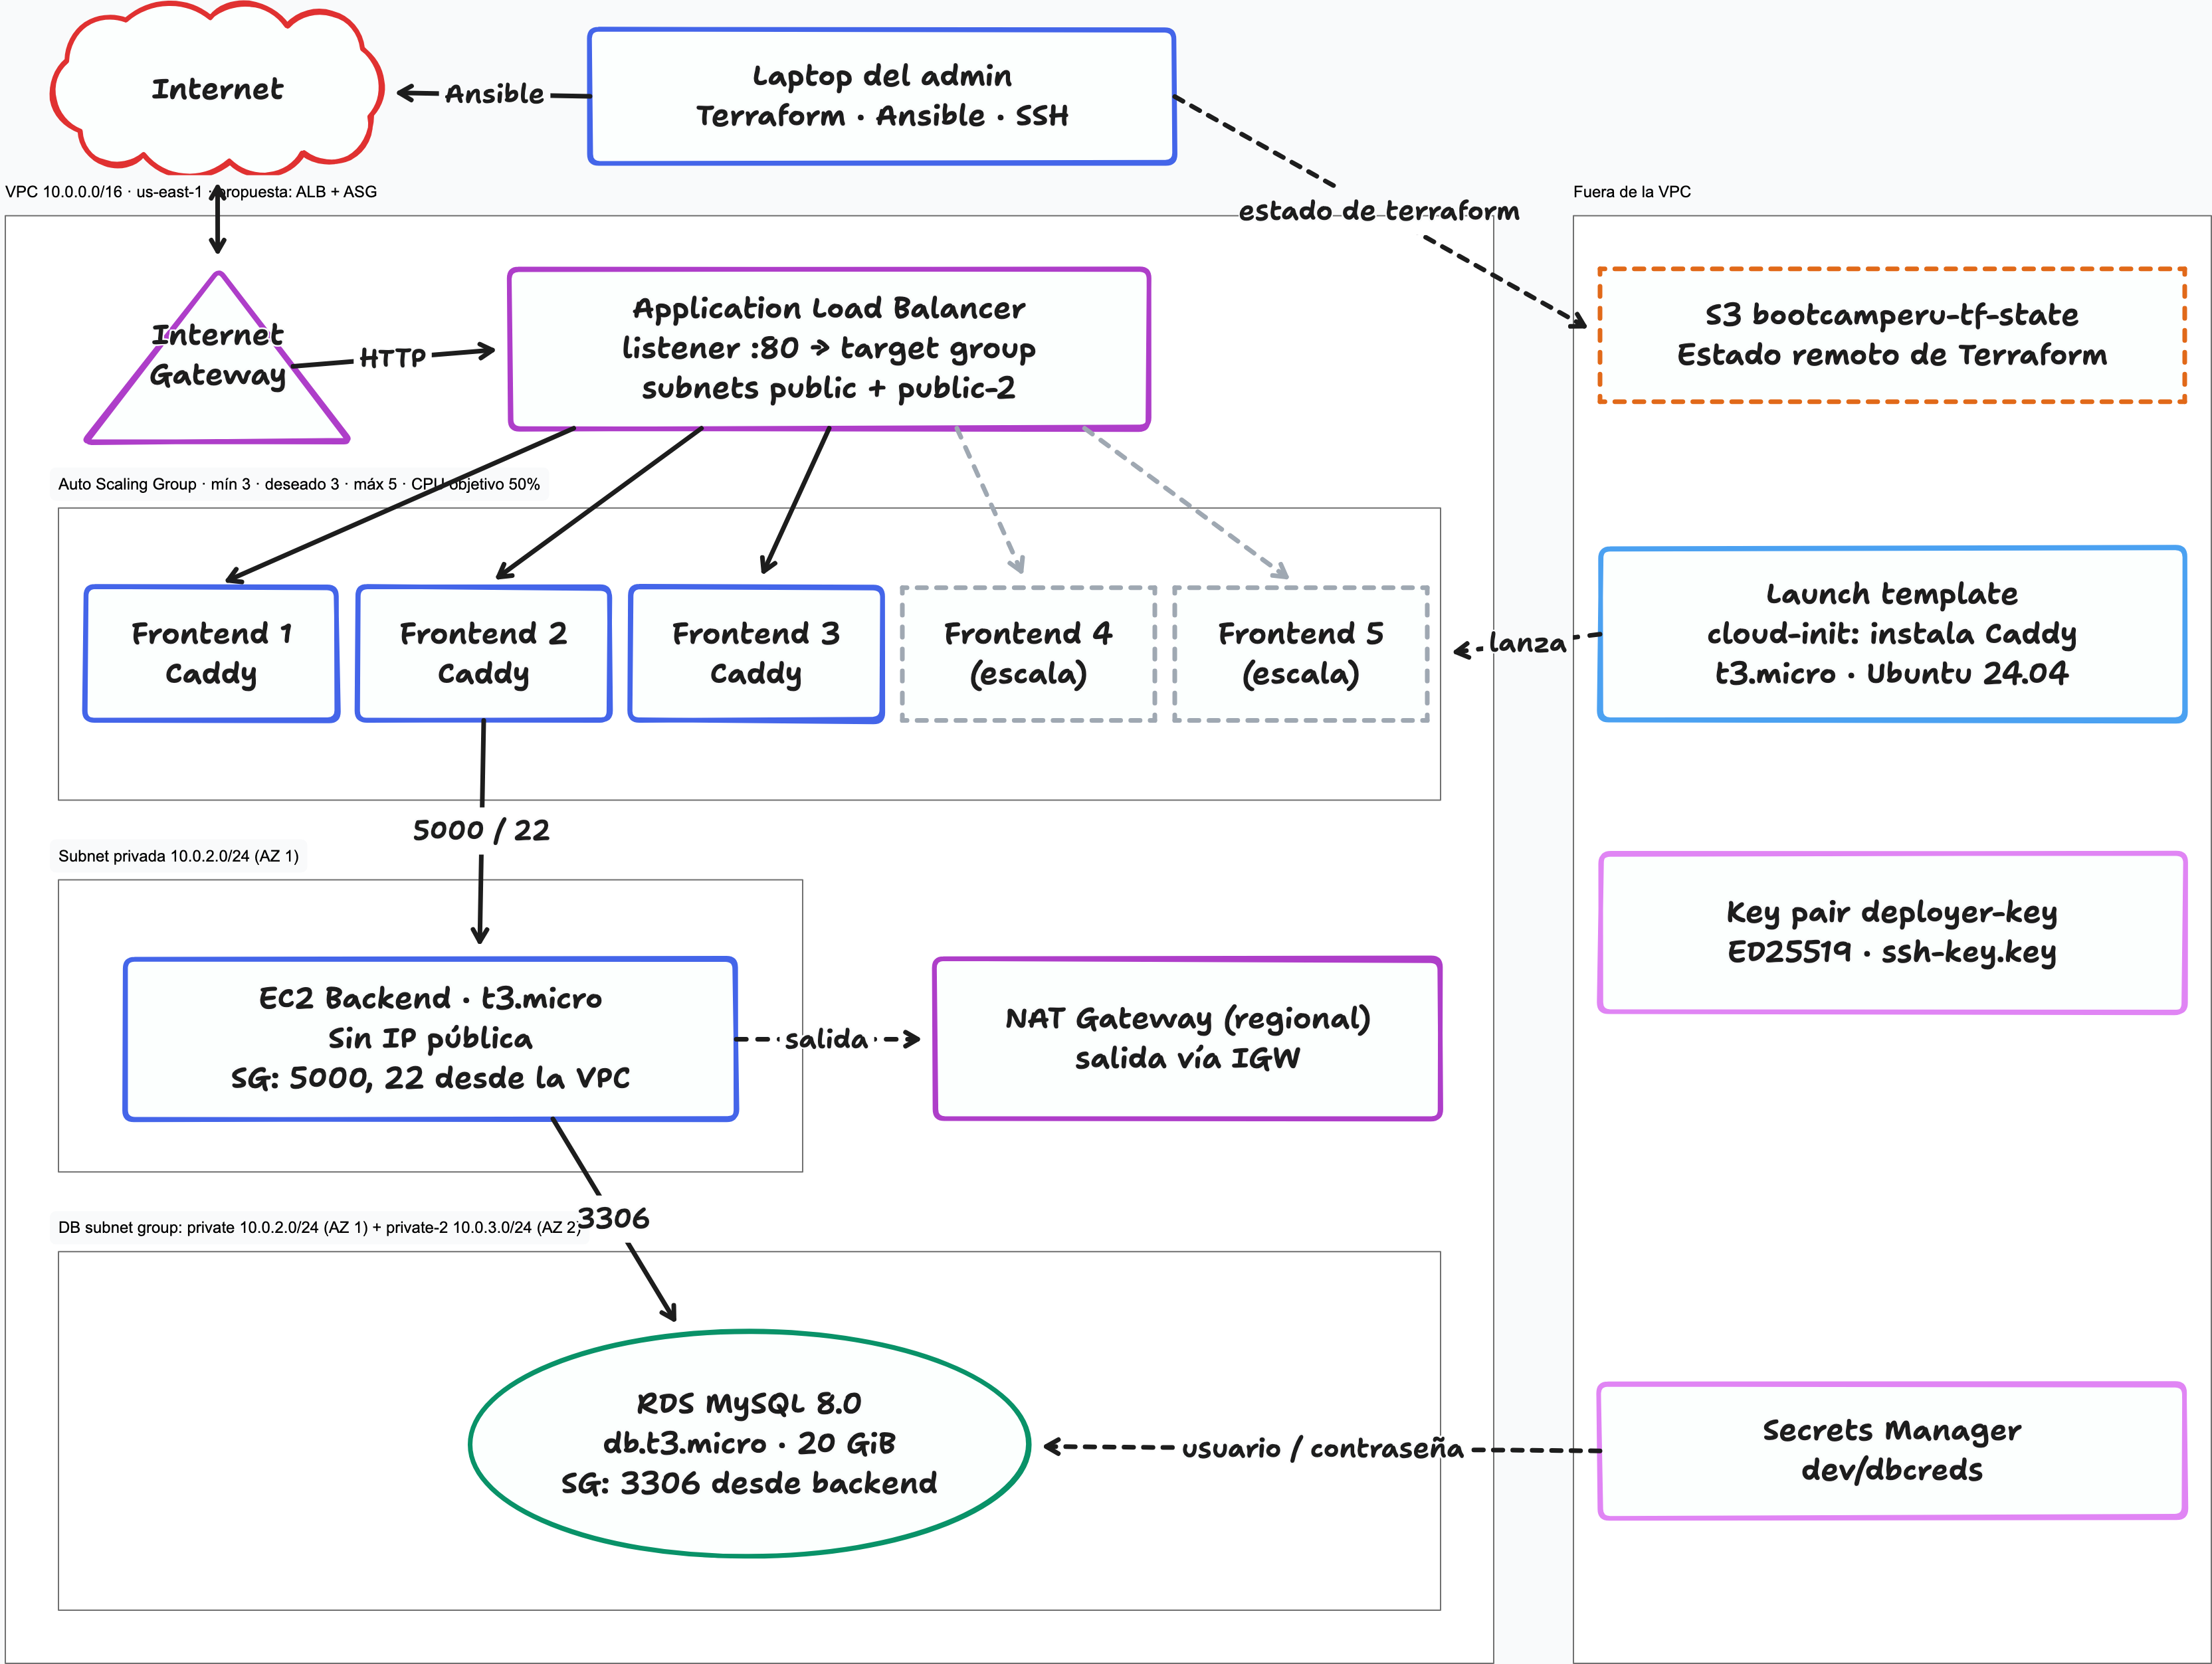 Internet
Ansible
Laptop del admin
Terraform · Ansible · SSH
VPC 10.0.0.0/16 · us-east-1 · propuesta: ALB + ASG
estado de terraform
Fuera de la VPC
Internet
Gateway
HTTP
Application Load Balancer
listener :80 → target group
subnets public + public-2
S3 bootcamperu-tf-state
Estado remoto de Terraform
Auto Scaling Group · mín 3 · deseado 3 · máx 5 · CPU objetivo 50%
Frontend 1
Caddy
Frontend 2
Caddy
Frontend 3
Caddy
Frontend 4
(escala)
Frontend 5
(escala)
lanza
Launch template
cloud-init: instala Caddy
t3.micro · Ubuntu 24.04
5000 / 22
Subnet privada 10.0.2.0/24 (AZ 1)
EC2 Backend · t3.micro
Sin IP pública
SG: 5000, 22 desde la VPC
salida
NAT Gateway (regional)
salida vía IGW
Key pair deployer-key
ED25519 · ssh-key.key
3306
DB subnet group: private 10.0.2.0/24 (AZ 1) + private-2 10.0.3.0/24 (AZ 2)
RDS MySQL 8.0
db.t3.micro · 20 GiB
SG: 3306 desde backend
usuario / contraseña
Secrets Manager
dev/dbcreds